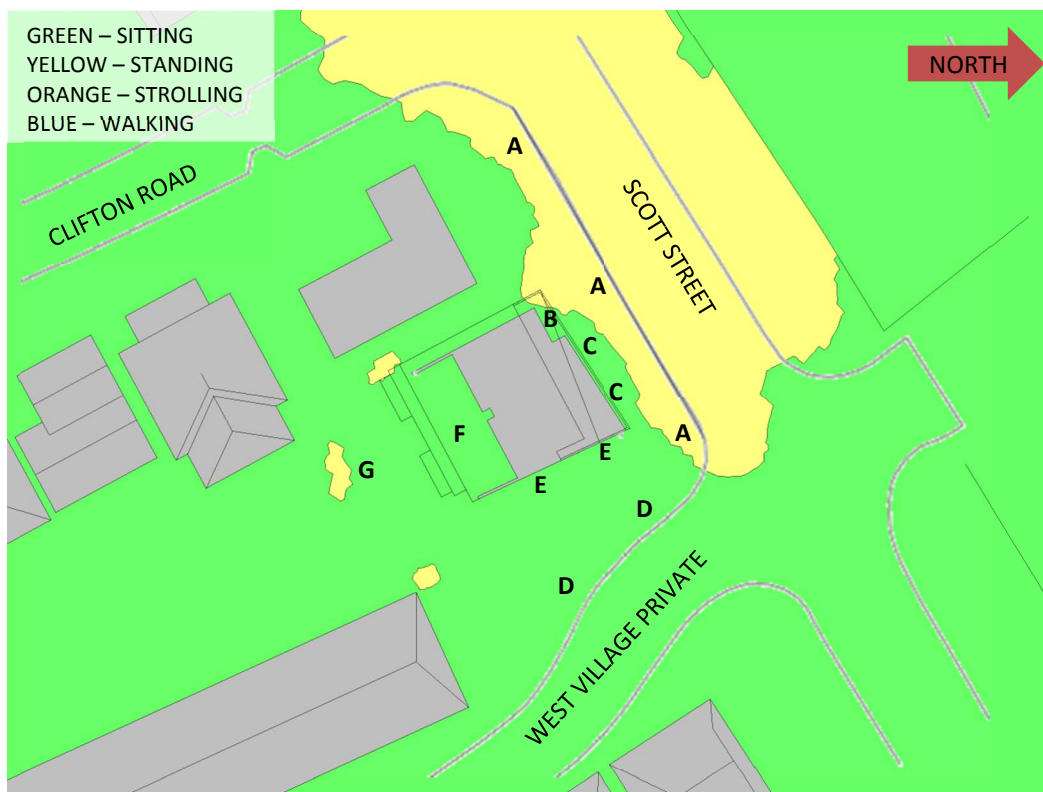 GREEN – SITTING
YELLOW – STANDING
ORANGE – STROLLING
BLUE – WALKING
NORTH
CLIFTON ROAD
SCOTT STREET
A
A
B
C
C
A
F
E
G
E
D
D
WEST VILLAGE PRIVATE